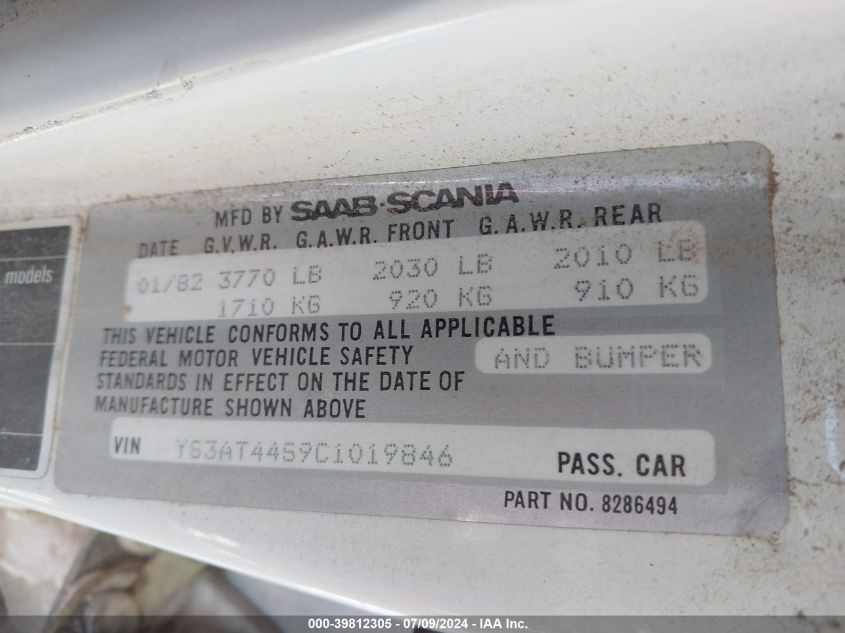 MFD BY SAAB-SCANIA
DATE G.V.W.R. G.A.W.R. FRONT G.A.W.R. REAR
01/82 3770 LB 2030 LB 2010 LB
1710 KG 920 KG 910 KG
THIS VEHICLE CONFORMS TO ALL APPLICABLE
FEDERAL MOTOR VEHICLE SAFETY AND BUMPER
STANDARDS IN EFFECT ON THE DATE OF
MANUFACTURE SHOWN ABOVE
VIN YS3AT44S9C1019846 PASS. CAR
PART NO. 8286494
models
000-39812305 - 07/09/2024 - IAA Inc.